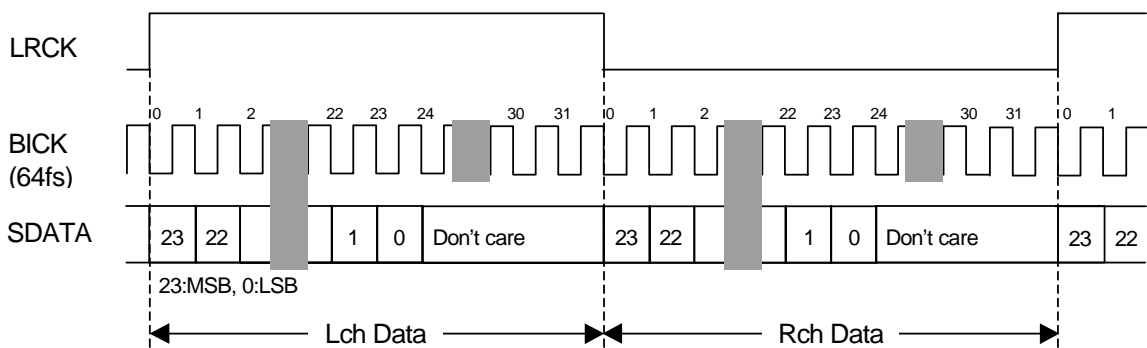 LRCK
0 1 2 22 23 24 30 31 0 1 2 22 23 24 30 31 0 1
BICK
(64fs)
SDATA 23 22 1 0 Don't care 23 22 1 0 Don't care 23 22
23:MSB, 0:LSB
Lch Data Rch Data